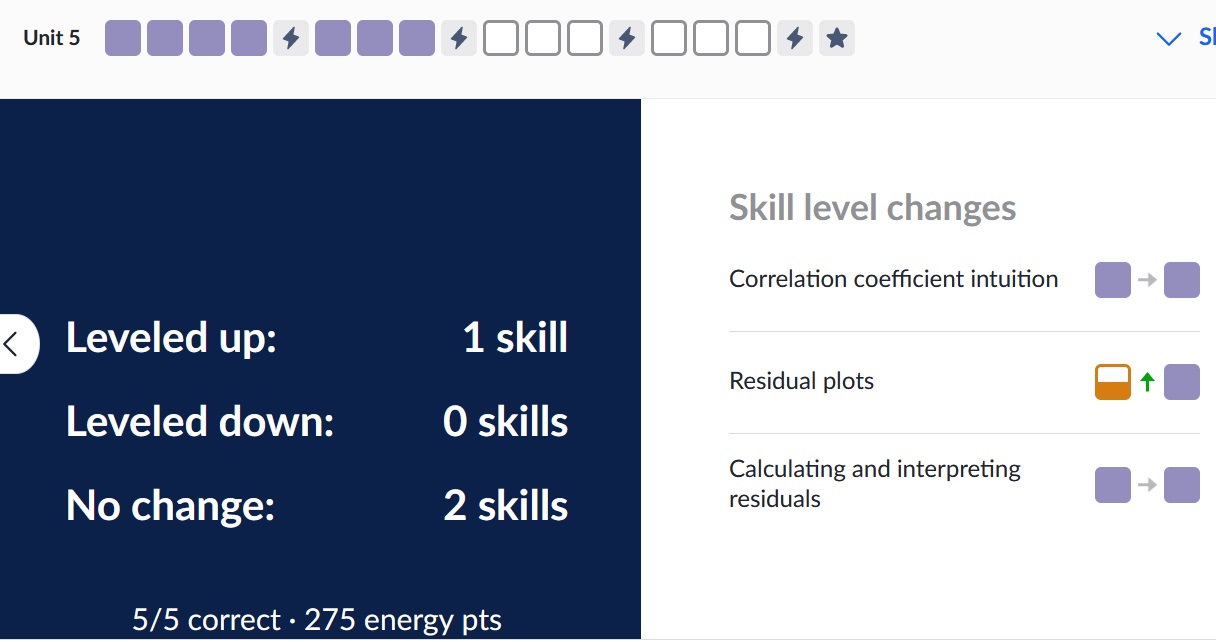 Unit 5
Leveled up: 1 skill
Leveled down: 0 skills
No change: 2 skills
5/5 correct · 275 energy pts
Skill level changes
Correlation coefficient intuition
Residual plots
Calculating and interpreting
residuals